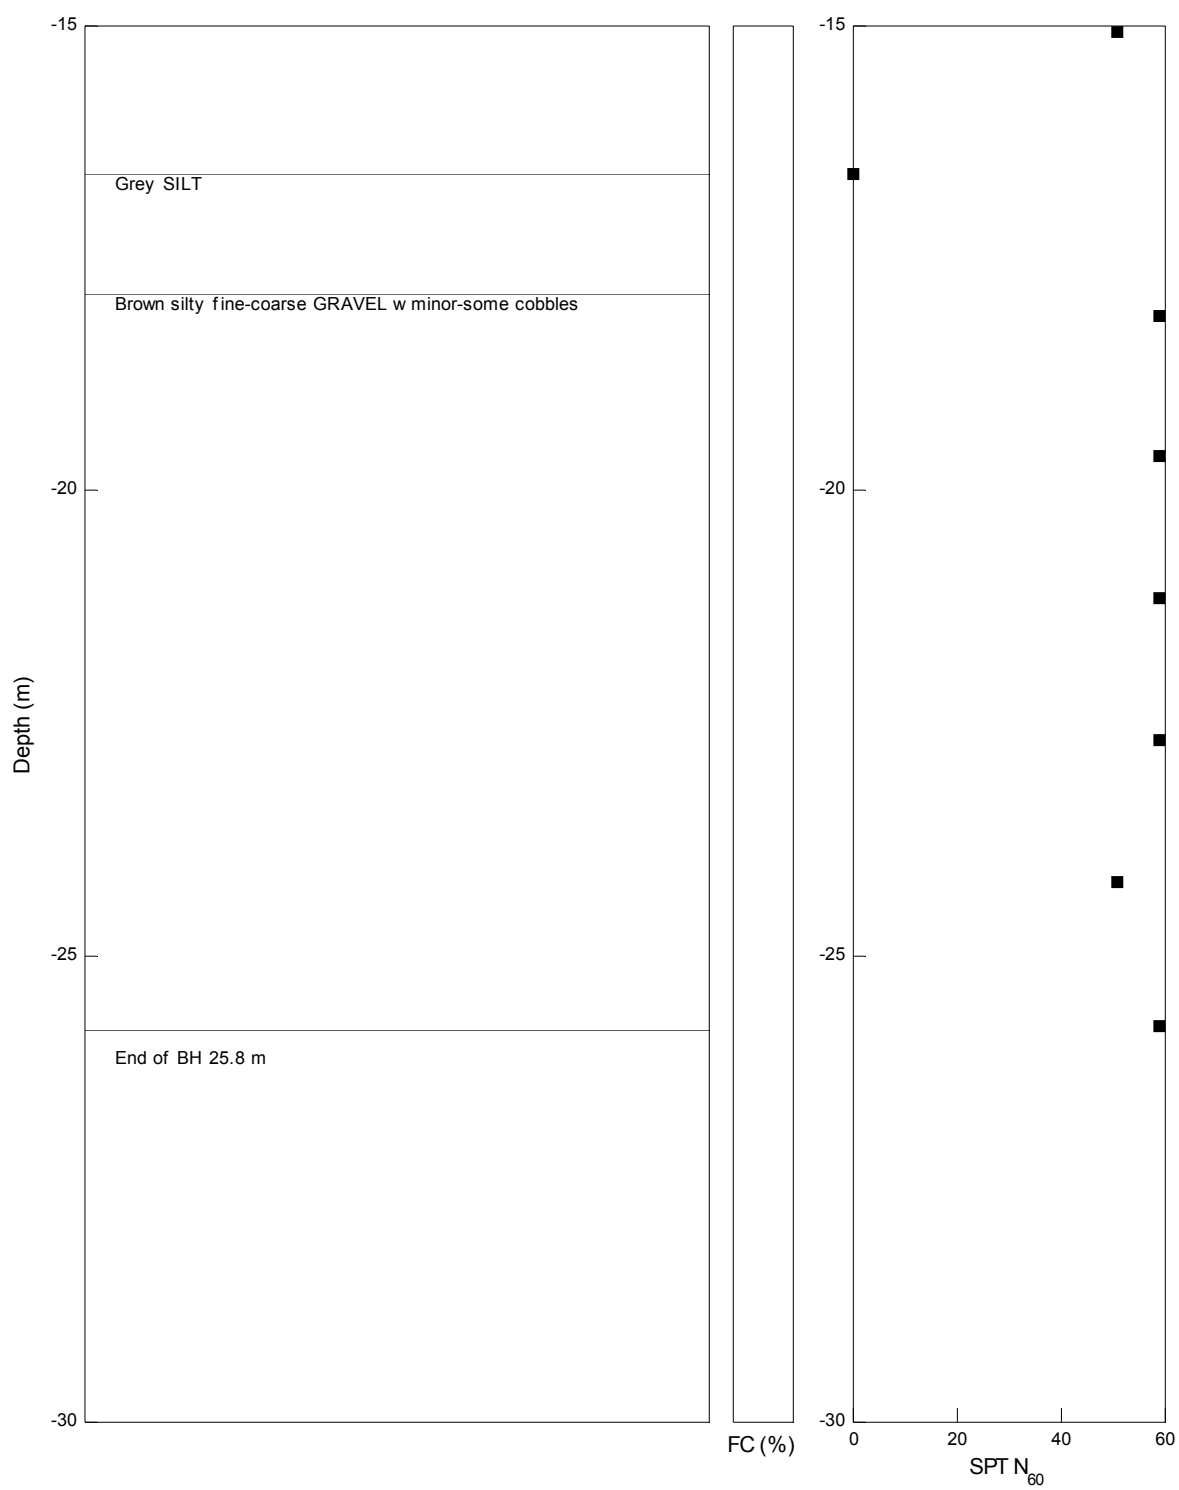 -15
Grey SILT
Brown silty fine-coarse GRAVEL w minor-some cobbles
-20
Depth (m)
-25
End of BH 25.8 m
-30
FC (%)
-15
-20
-25
-30
0 20 40 60
SPT N60